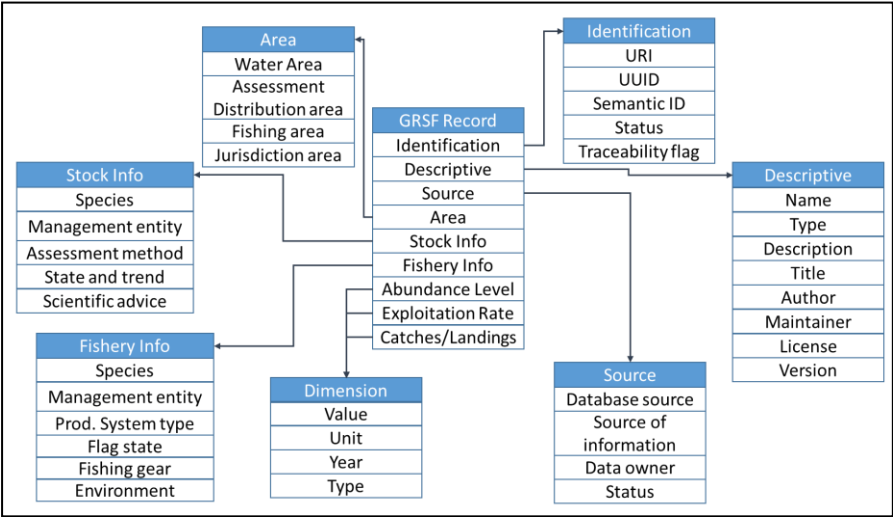 Area
Water Area
Assessment
Distribution area
Fishing area
Jurisdiction area
Identification
URI
UUID
Semantic ID
Status
Traceability flag
GRSF Record
Identification
Descriptive
Source
Area
Stock Info
Fishery Info
Abundance Level
Exploitation Rate
Catches/Landings
Stock Info
Species
Management entity
Assessment method
State and trend
Scientific advice
Descriptive
Name
Type
Description
Title
Author
Maintainer
License
Version
Fishery Info
Species
Management entity
Prod. System type
Flag state
Fishing gear
Environment
Dimension
Value
Unit
Year
Type
Source
Database source
Source of
information
Data owner
Status